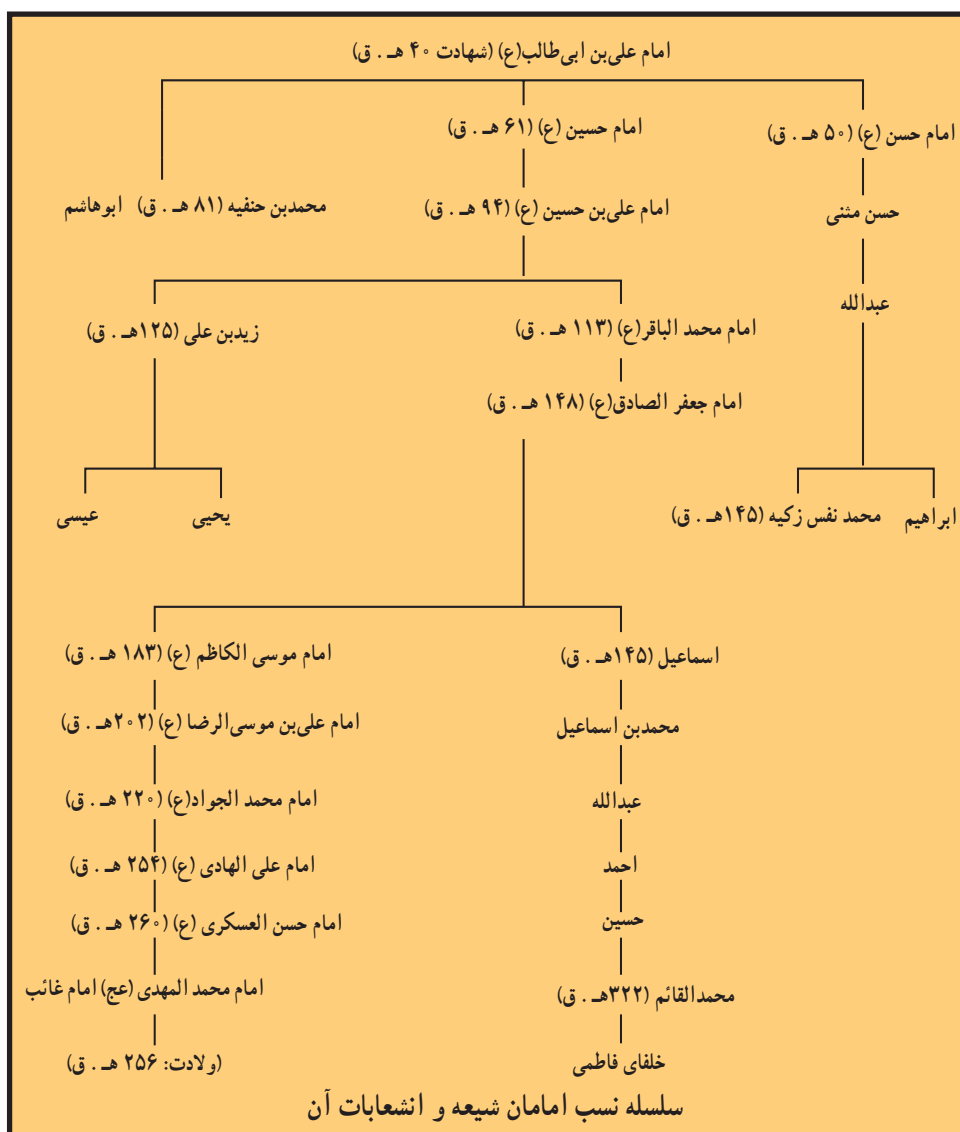 امام علی‌بن ابی‌طالب(ع) (شهادت ۴۰ هـ . ق)
امام حسن (ع) (۵۰ هـ . ق)
امام حسین (ع) (۶۱ هـ . ق)
حسن مثنی
امام علی‌بن حسین (ع) (۹۴ هـ . ق)
محمدبن حنفیه (۸۱ هـ . ق) ابوهاشم
عبدالله
امام محمد الباقر(ع) (۱۱۳ هـ . ق)
زیدبن علی (۱۲۵هـ . ق)
امام جعفر الصادق(ع) (۱۴۸ هـ . ق)
ابراهیم
محمد نفس زکیه (۱۴۵هـ . ق)
یحیی
عیسی
اسماعیل (۱۴۵هـ . ق)
امام موسی الکاظم (ع) (۱۸۳ هـ . ق)
محمدبن اسماعیل
امام علی‌بن موسی‌الرضا (ع) (۲۰۲هـ . ق)
عبدالله
امام محمد الجواد(ع) (۲۲۰ هـ . ق)
احمد
امام علی الهادی (ع) (۲۵۴ هـ . ق)
حسین
امام حسن العسکری (ع) (۲۶۰ هـ . ق)
محمدالقائم (۳۲۲هـ . ق)
امام محمد المهدی (عج) امام غائب
خلفای فاطمی
(ولادت: ۲۵۶ هـ . ق)
سلسله نسب امامان شیعه و انشعابات آن